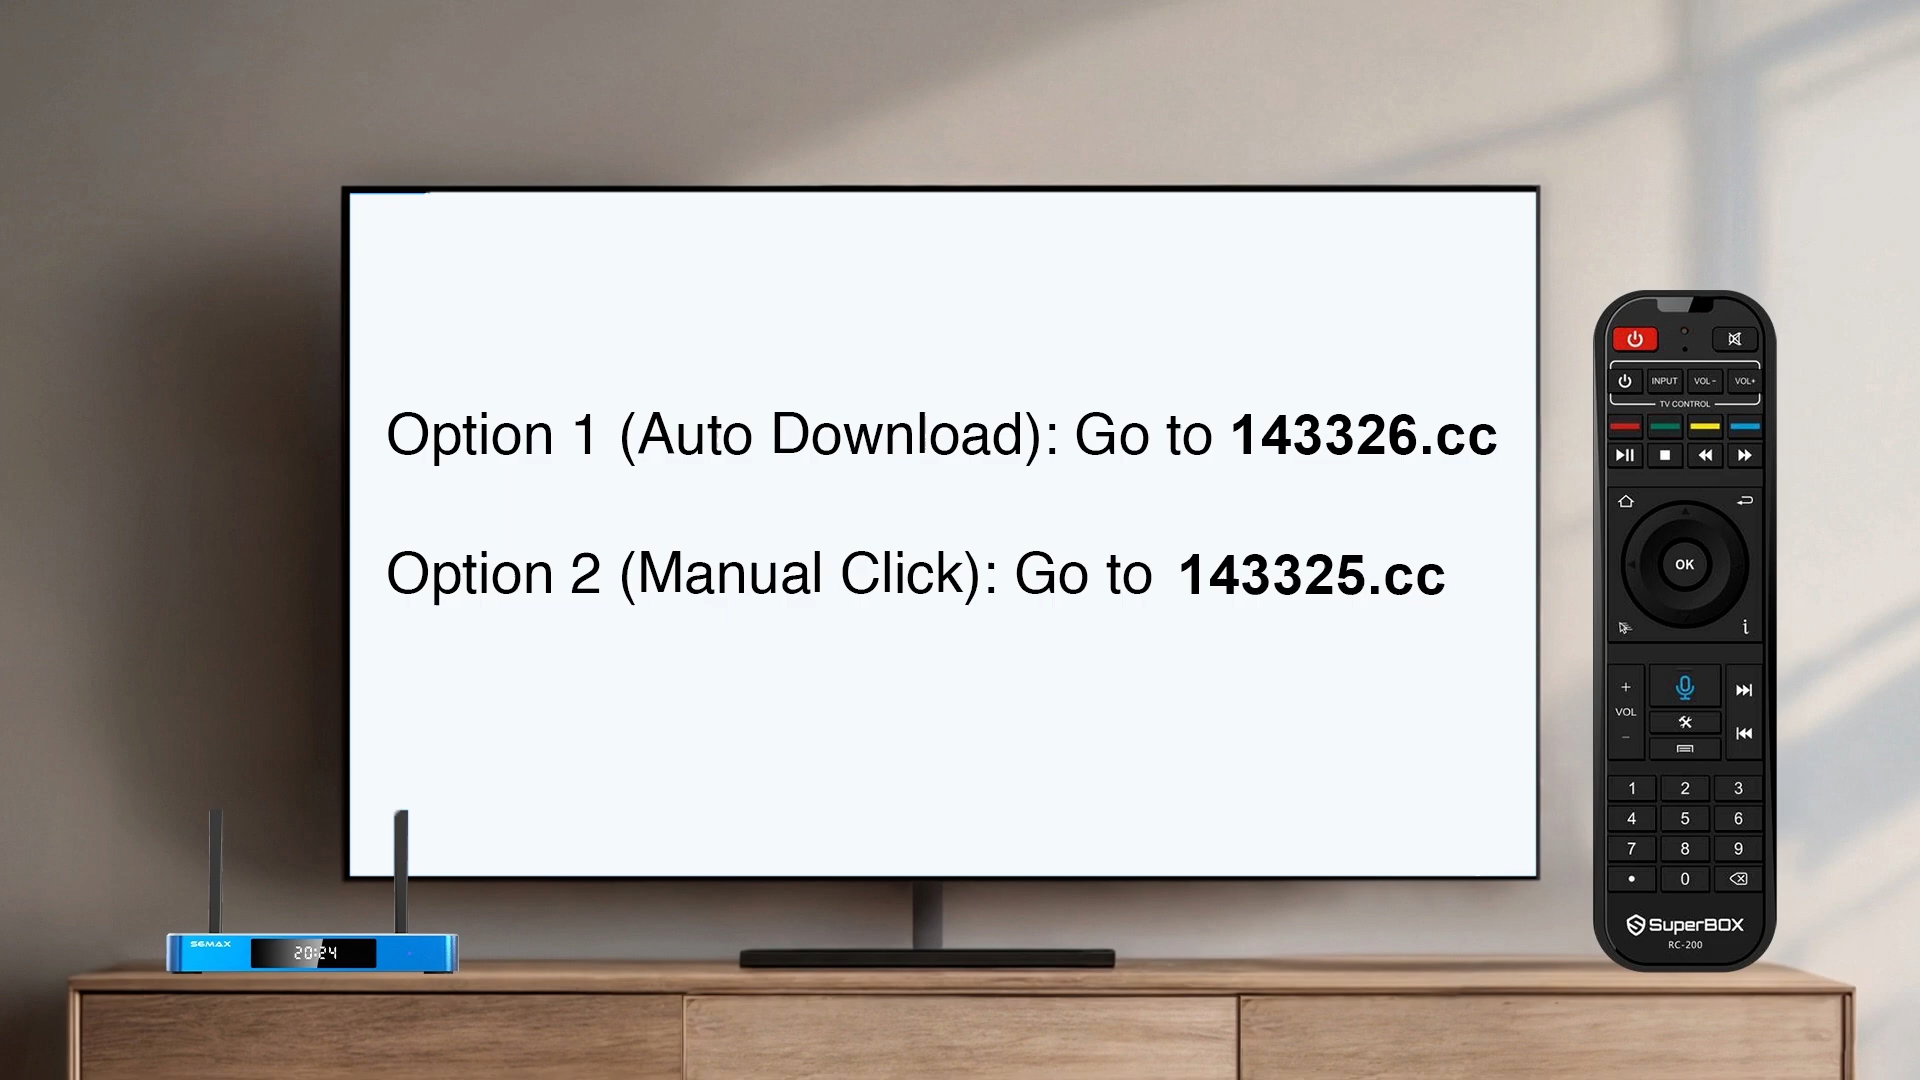 Option 1 (Auto Download): Go to 143326.cc
Option 2 (Manual Click): Go to 143325.cc
INPUT VOL- VOL+
TV CONTROL
OK
i
+
VOL
-
1 2 3
4 5 6
7 8 9
• 0
SuperBOX
RC-200
S6MAX
20:24